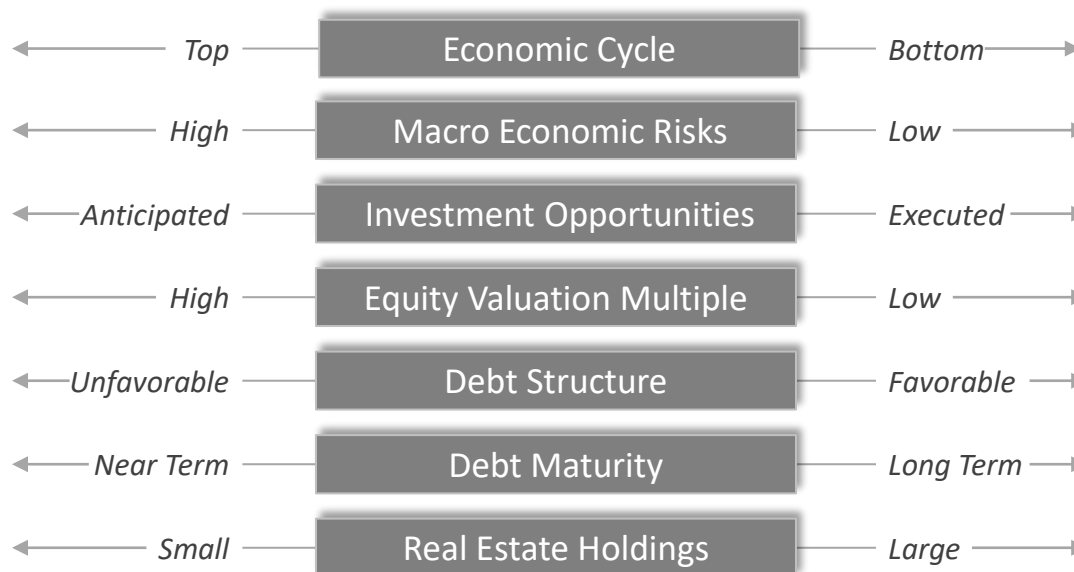 Top Economic Cycle Bottom
High Macro Economic Risks Low
Anticipated Investment Opportunities Executed
High Equity Valuation Multiple Low
Unfavorable Debt Structure Favorable
Near Term Debt Maturity Long Term
Small Real Estate Holdings Large